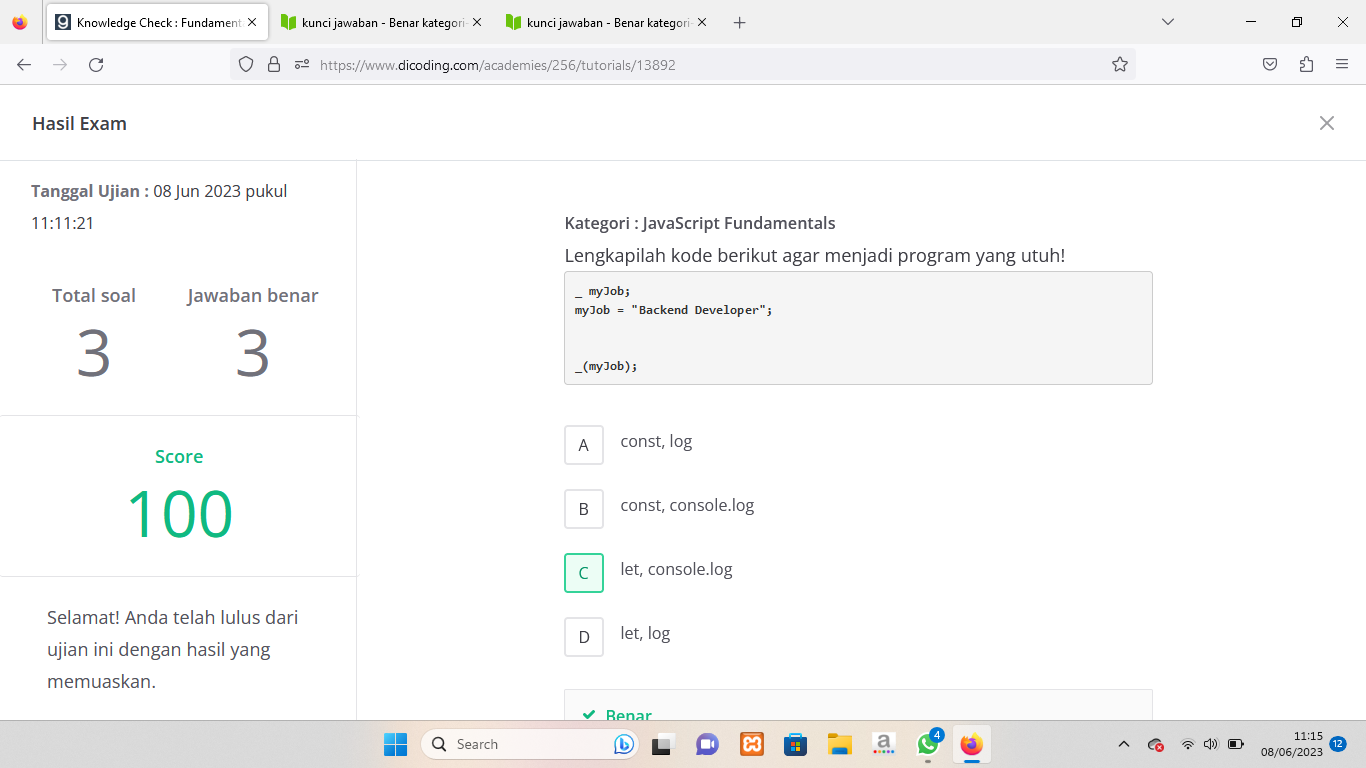 Knowledge Check : Fundament
kunci jawaban - Benar kategori-
kunci jawaban - Benar kategori-
https://www.dicoding.com/academies/256/tutorials/13892
Hasil Exam
Tanggal Ujian : 08 Jun 2023 pukul
11:11:21
Total soal
Jawaban benar
3
3
Score
100
Selamat! Anda telah lulus dari
ujian ini dengan hasil yang
memuaskan.
Kategori : JavaScript Fundamentals
Lengkapilah kode berikut agar menjadi program yang utuh!
_ myJob;
myJob = "Backend Developer";
_(myJob);
A const, log
B const, console.log
C let, console.log
D let, log
Benar
Search
4
11:15
08/06/2023
12